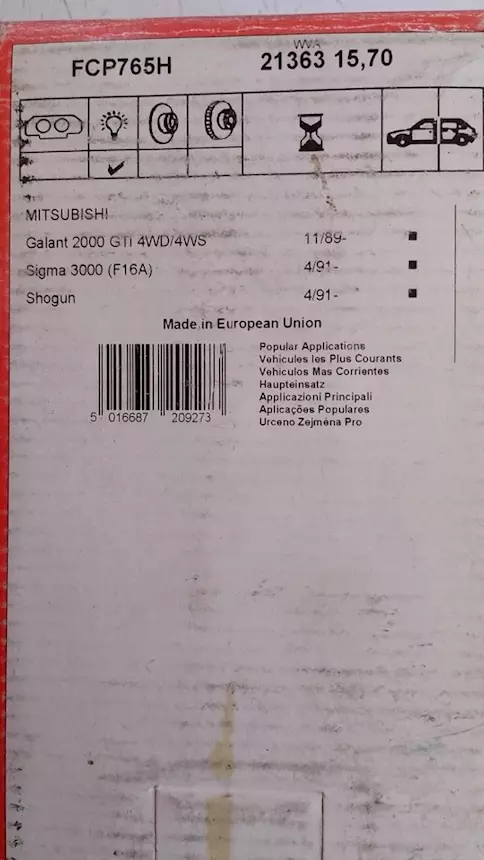 WVA
FCP765H 21363 15,70
MITSUBISHI
Galant 2000 GTi 4WD/4WS 11/89- ■
Sigma 3000 (F16A) 4/91- ■
Shogun 4/91- ■
Made in European Union
Popular Applications
Vehicules les Plus Courants
Vehiculos Mas Corrientes
Haupteinsatz
Applicazioni Principali
Aplicações Populares
Urceno Zejména Pro
5 016687 209273